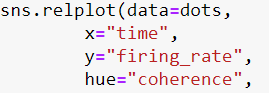 sns.relplot(data=dots,
        x="time",
        y="firing_rate",
        hue="coherence",